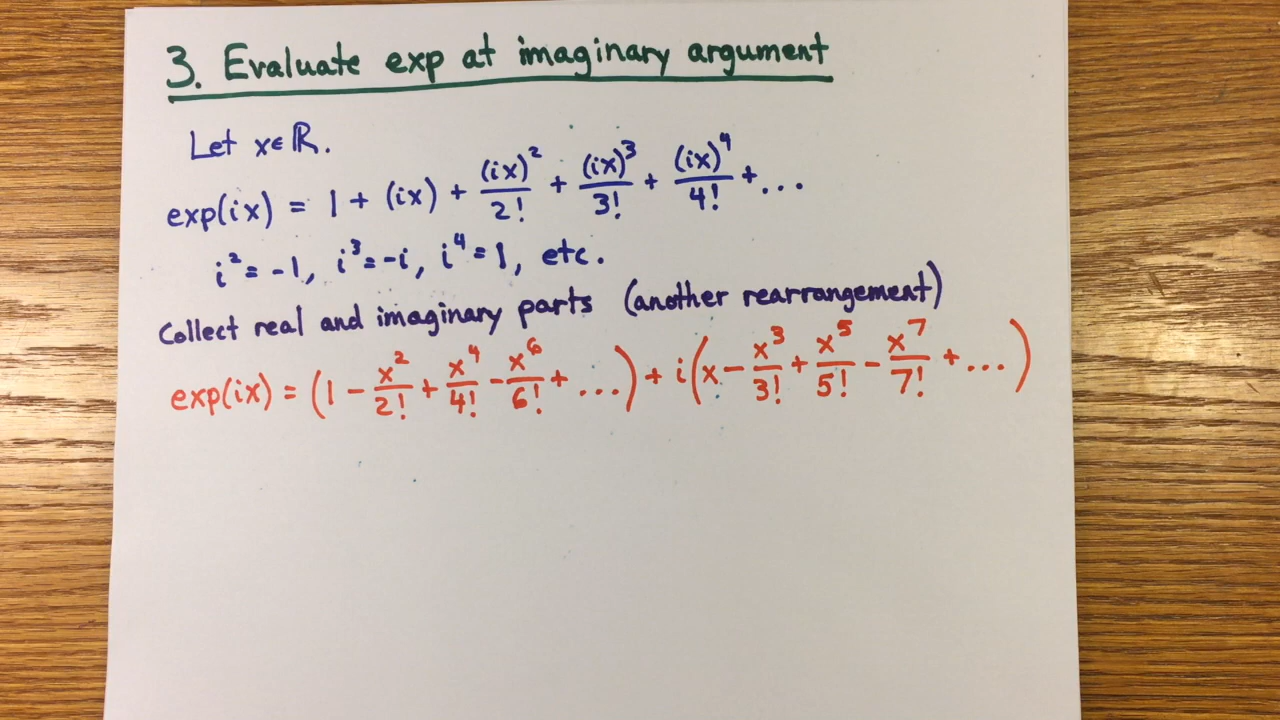 3. Evaluate exp at imaginary argument
Let x∈ℝ.
exp(ix) = 1 + (ix) + (ix)²/2! + (ix)³/3! + (ix)⁴/4! + ...
i² = -1, i³ = -i, i⁴ = 1, etc.
Collect real and imaginary parts (another rearrangement)
exp(ix) = (1 - x²/2! + x⁴/4! - x⁶/6! + ...) + i(x - x³/3! + x⁵/5! - x⁷/7! + ...)